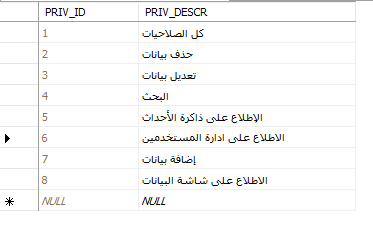 PRIV_ID PRIV_DESCR
1 كل الصلاحيات
2 حذف بيانات
3 تعديل بيانات
4 البحث
5 الإطلاع على ذاكرة الأحداث
6 الاطلاع على ادارة المستخدمين
7 إضافة بيانات
8 الاطلاع على شاشة البيانات
NULL NULL